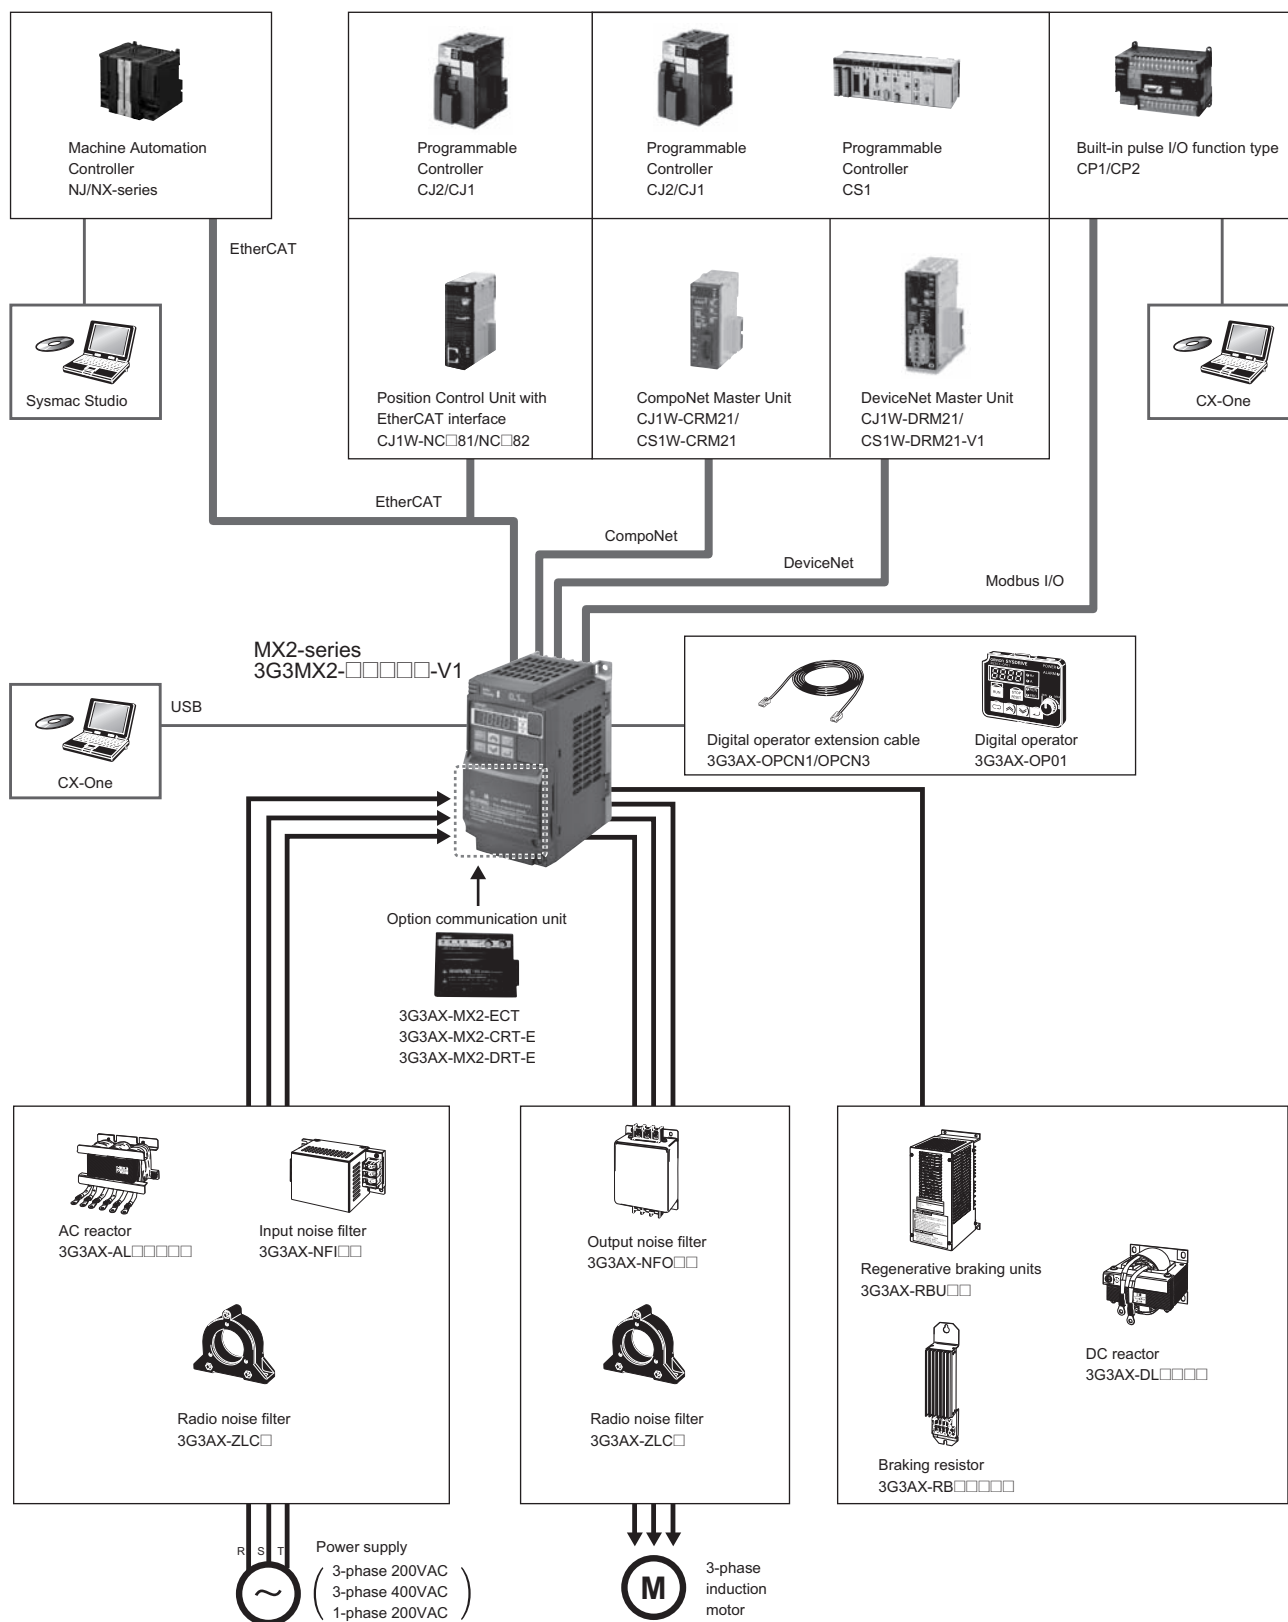 Machine Automation
Controller
NJ/NX-series
Programmable
Controller
CJ2/CJ1
Programmable
Controller
CJ2/CJ1
Programmable
Controller
CS1
Built-in pulse I/O function type
CP1/CP2
EtherCAT
Sysmac Studio
Position Control Unit with
EtherCAT interface
CJ1W-NC□81/NC□82
CompoNet Master Unit
CJ1W-CRM21/
CS1W-CRM21
DeviceNet Master Unit
CJ1W-DRM21/
CS1W-DRM21-V1
CX-One
EtherCAT
CompoNet
DeviceNet
Modbus I/O
MX2-series
3G3MX2-□□□□□-V1
USB
CX-One
Digital operator extension cable
3G3AX-OPCN1/OPCN3
Digital operator
3G3AX-OP01
Option communication unit
3G3AX-MX2-ECT
3G3AX-MX2-CRT-E
3G3AX-MX2-DRT-E
AC reactor
3G3AX-AL□□□□□
Input noise filter
3G3AX-NFI□□
Radio noise filter
3G3AX-ZLC□
Output noise filter
3G3AX-NFO□□
Radio noise filter
3G3AX-ZLC□
Regenerative braking units
3G3AX-RBU□□
DC reactor
3G3AX-DL□□□□
Braking resistor
3G3AX-RB□□□□□
R S T
Power supply
3-phase 200VAC
3-phase 400VAC
1-phase 200VAC
M
3-phase
induction
motor